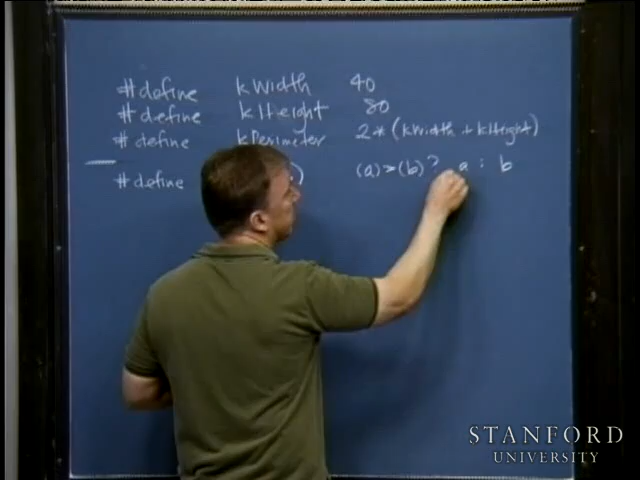 #define kWidth 40
#define kHeight 80
#define kPerimeter 2*(kWidth + kHeight)
#define ) (a)>(b)? a : b
STANFORD
UNIVERSITY